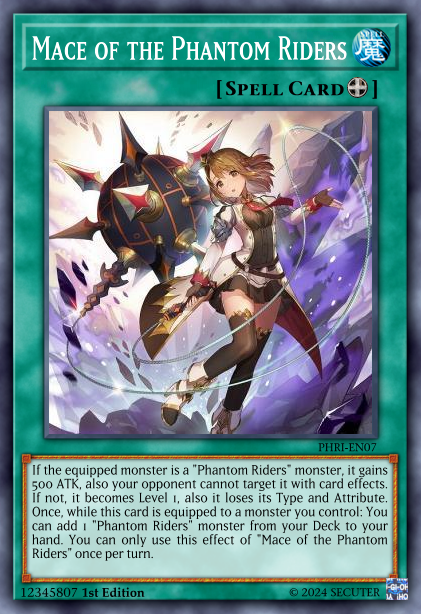 Mace of the Phantom Riders
魔
[Spell Card]
PHRI-EN07
If the equipped monster is a "Phantom Riders" monster, it gains
500 ATK, also your opponent cannot target it with card effects.
If not, it becomes Level 1, also it loses its Type and Attribute.
Once, while this card is equipped to a monster you control: You
can add 1 "Phantom Riders" monster from your Deck to your
hand. You can only use this effect of "Mace of the Phantom
Riders" once per turn.
12345807 1st Edition
© 2024 SECUTER